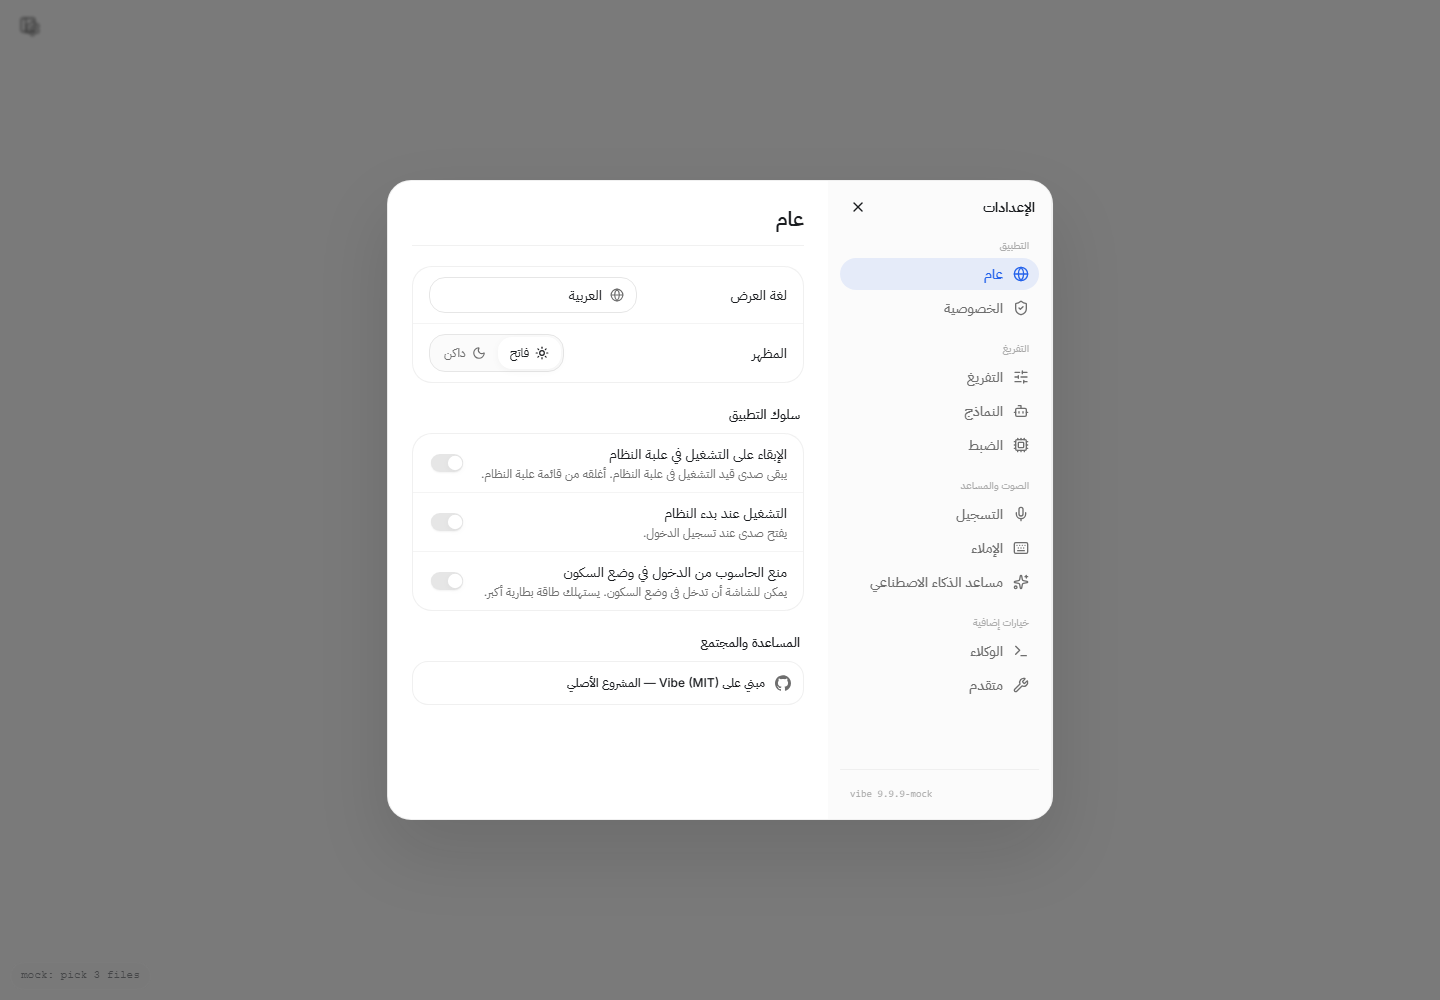 الإعدادات
التطبيق
عام
الخصوصية
التفريغ
التفريغ
النماذج
الضبط
الصوت والمساعد
التسجيل
الإملاء
مساعد الذكاء الاصطناعي
خيارات إضافية
الوكلاء
متقدم
vibe 9.9.9-mock
عام
لغة العرض
العربية
المظهر
فاتح
داكن
سلوك التطبيق
الإبقاء على التشغيل في علبة النظام
يبقى صدى قيد التشغيل في علبة النظام. أغلقه من قائمة علبة النظام.
التشغيل عند بدء النظام
يفتح صدى عند تسجيل الدخول.
منع الحاسوب من الدخول في وضع السكون
يمكن للشاشة أن تدخل في وضع السكون. يستهلك طاقة بطارية أكبر.
المساعدة والمجتمع
مبني على Vibe (MIT) — المشروع الأصلي
mock: pick 3 files